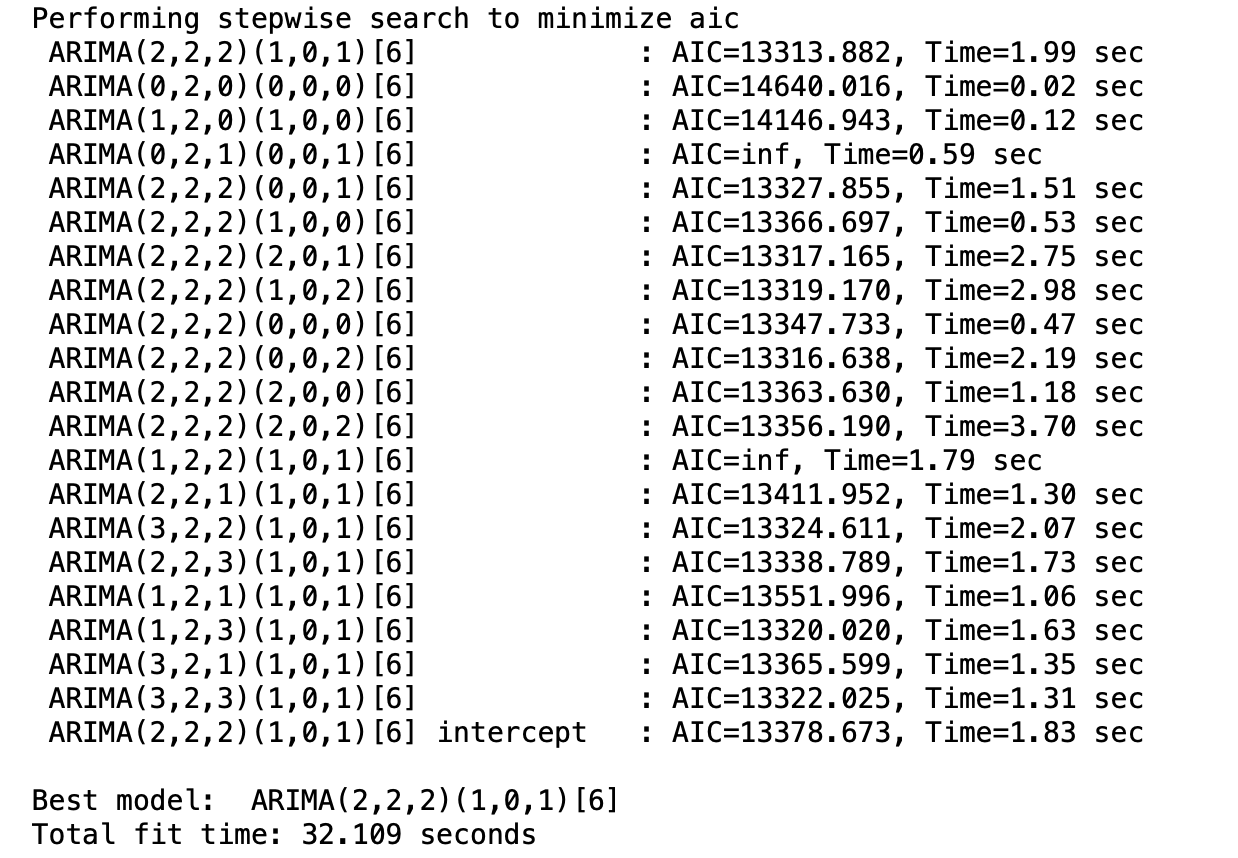 Performing stepwise search to minimize aic
 ARIMA(2,2,2)(1,0,1)[6]             : AIC=13313.882, Time=1.99 sec
 ARIMA(0,2,0)(0,0,0)[6]             : AIC=14640.016, Time=0.02 sec
 ARIMA(1,2,0)(1,0,0)[6]             : AIC=14146.943, Time=0.12 sec
 ARIMA(0,2,1)(0,0,1)[6]             : AIC=inf, Time=0.59 sec
 ARIMA(2,2,2)(0,0,1)[6]             : AIC=13327.855, Time=1.51 sec
 ARIMA(2,2,2)(1,0,0)[6]             : AIC=13366.697, Time=0.53 sec
 ARIMA(2,2,2)(2,0,1)[6]             : AIC=13317.165, Time=2.75 sec
 ARIMA(2,2,2)(1,0,2)[6]             : AIC=13319.170, Time=2.98 sec
 ARIMA(2,2,2)(0,0,0)[6]             : AIC=13347.733, Time=0.47 sec
 ARIMA(2,2,2)(0,0,2)[6]             : AIC=13316.638, Time=2.19 sec
 ARIMA(2,2,2)(2,0,0)[6]             : AIC=13363.630, Time=1.18 sec
 ARIMA(2,2,2)(2,0,2)[6]             : AIC=13356.190, Time=3.70 sec
 ARIMA(1,2,2)(1,0,1)[6]             : AIC=inf, Time=1.79 sec
 ARIMA(2,2,1)(1,0,1)[6]             : AIC=13411.952, Time=1.30 sec
 ARIMA(3,2,2)(1,0,1)[6]             : AIC=13324.611, Time=2.07 sec
 ARIMA(2,2,3)(1,0,1)[6]             : AIC=13338.789, Time=1.73 sec
 ARIMA(1,2,1)(1,0,1)[6]             : AIC=13551.996, Time=1.06 sec
 ARIMA(1,2,3)(1,0,1)[6]             : AIC=13320.020, Time=1.63 sec
 ARIMA(3,2,1)(1,0,1)[6]             : AIC=13365.599, Time=1.35 sec
 ARIMA(3,2,3)(1,0,1)[6]             : AIC=13322.025, Time=1.31 sec
 ARIMA(2,2,2)(1,0,1)[6] intercept   : AIC=13378.673, Time=1.83 sec
Best model:  ARIMA(2,2,2)(1,0,1)[6]
Total fit time: 32.109 seconds